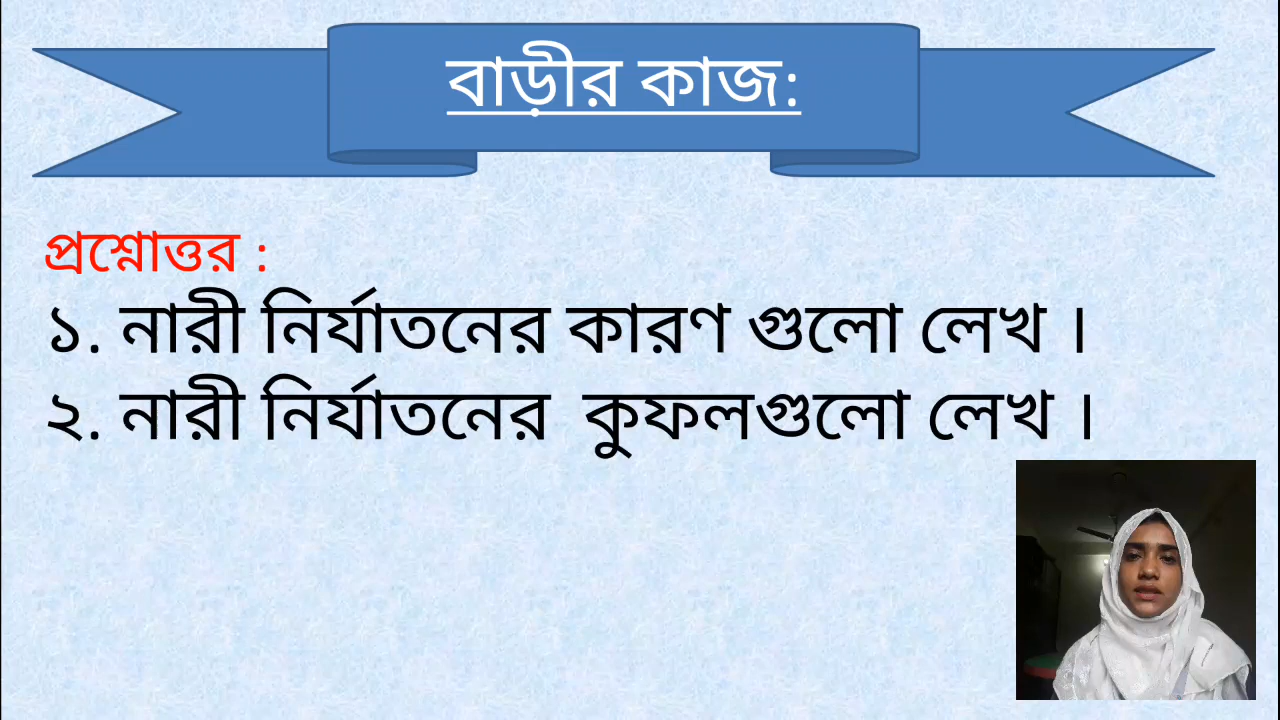 বাড়ীর কাজ:
প্রশ্নোত্তর :
১. নারী নির্যাতনের কারণ গুলো লেখ ।
২. নারী নির্যাতনের কুফলগুলো লেখ ।